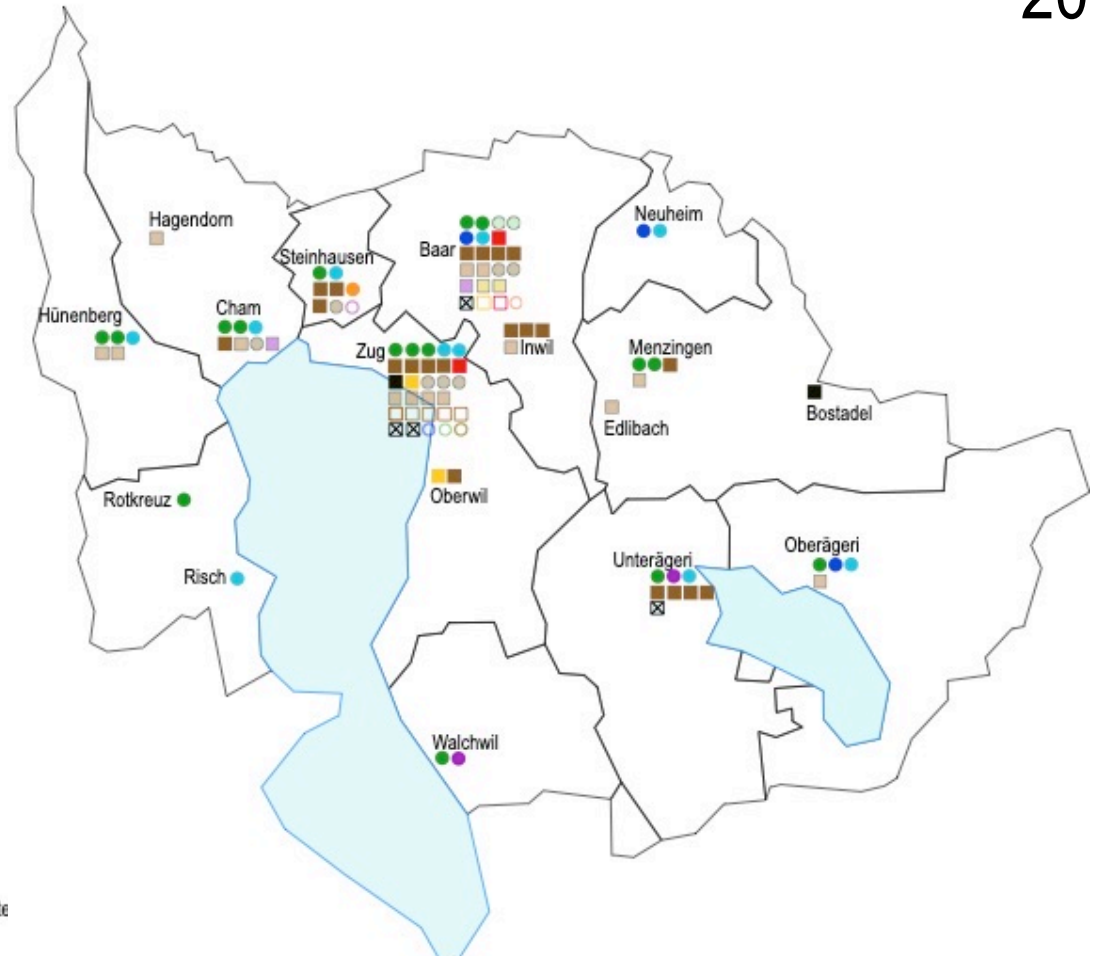 20
Neuheim
Hagendorn
Baar
Steinhausen
Cham
Hünenberg
Zug
Inwil
Menzingen
Bostadel
Edlibach
Oberwil
Rotkreuz
Oberägeri
Unterägeri
Risch
Walchwil